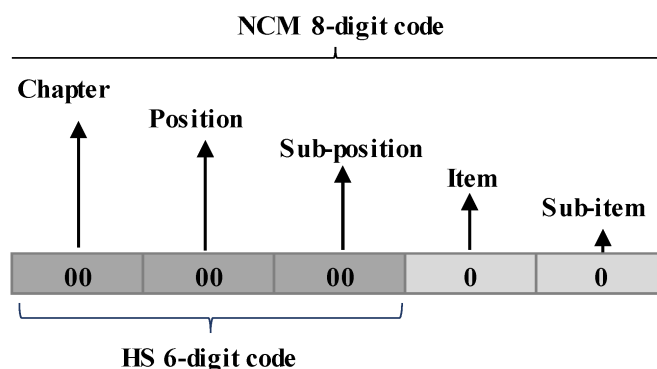 NCM 8-digit code
Chapter
Position
Sub-position
Item
Sub-item
00 00 00 0 0
HS 6-digit code